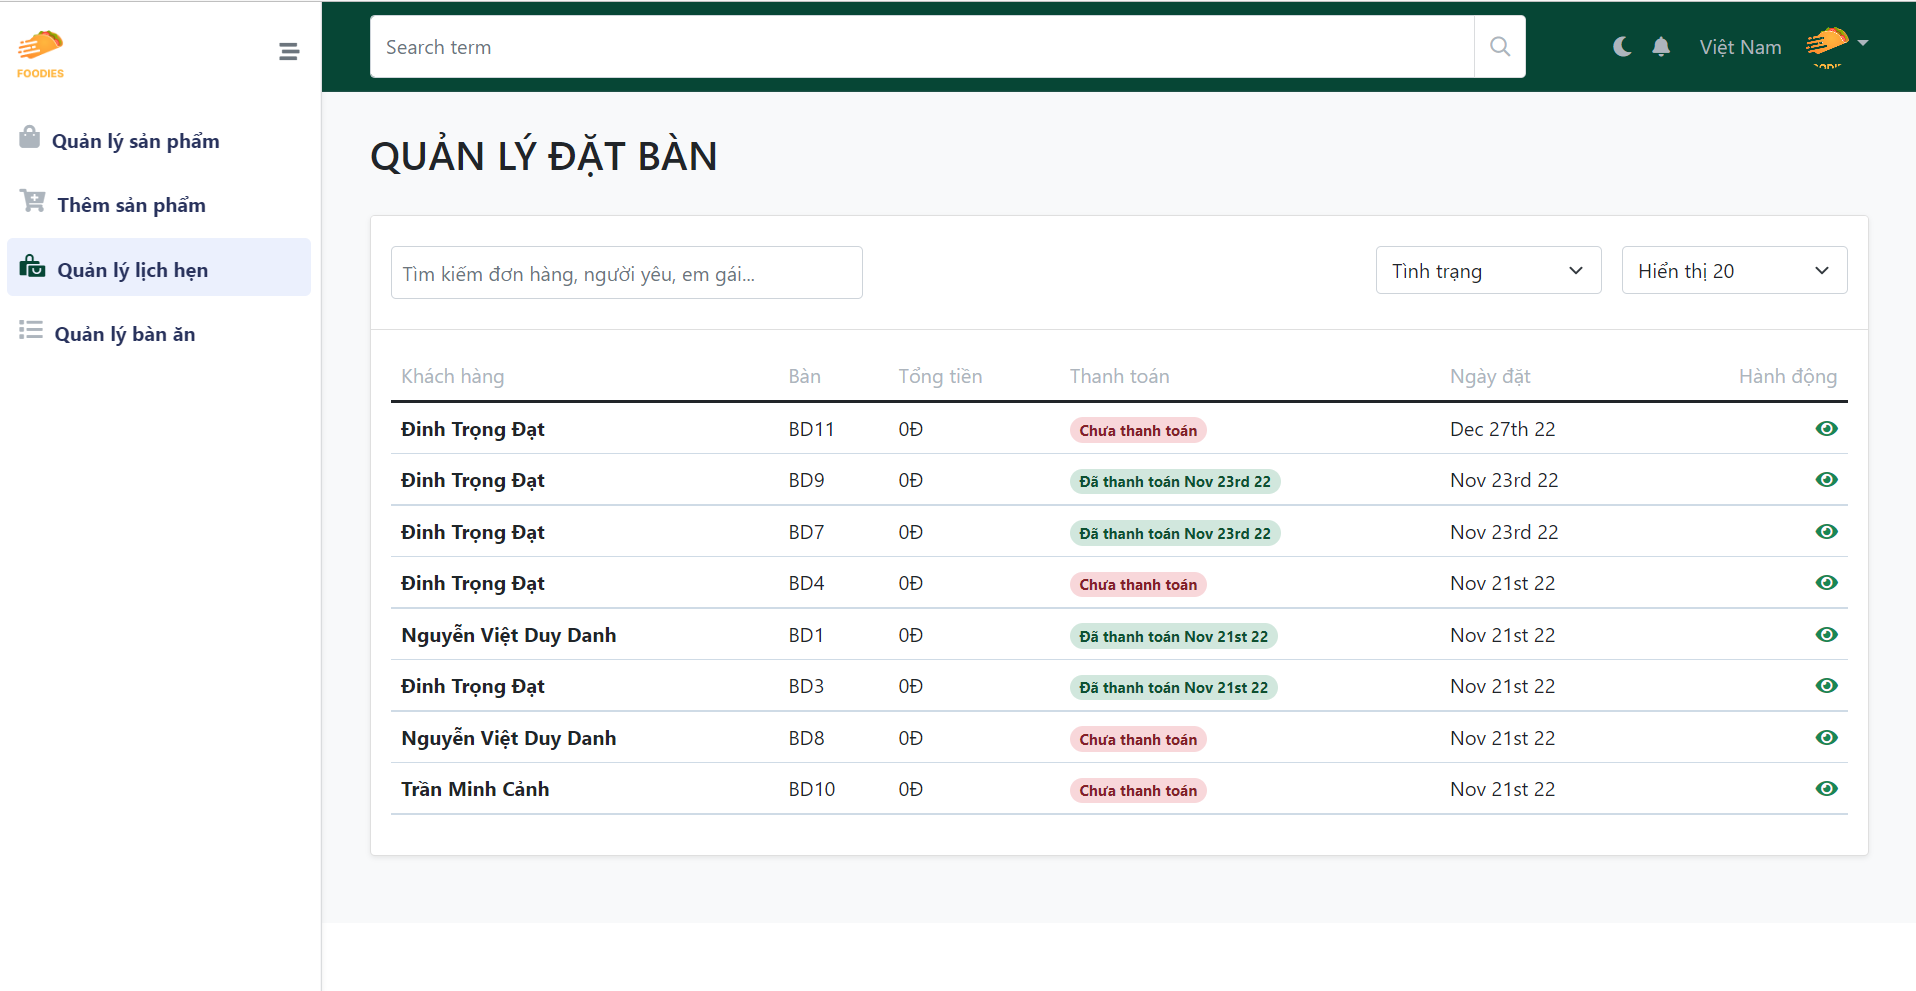 FOODIES
Search term
Việt Nam
Quản lý sản phẩm
Thêm sản phẩm
Quản lý lịch hẹn
Quản lý bàn ăn
QUẢN LÝ ĐẶT BÀN
Tìm kiếm đơn hàng, người yêu, em gái...
Tình trạng
Hiển thị 20
Khách hàng Bàn Tổng tiền Thanh toán Ngày đặt Hành động
Đinh Trọng Đạt BD11 0Đ Chưa thanh toán Dec 27th 22
Đinh Trọng Đạt BD9 0Đ Đã thanh toán Nov 23rd 22 Nov 23rd 22
Đinh Trọng Đạt BD7 0Đ Đã thanh toán Nov 23rd 22 Nov 23rd 22
Đinh Trọng Đạt BD4 0Đ Chưa thanh toán Nov 21st 22
Nguyễn Việt Duy Danh BD1 0Đ Đã thanh toán Nov 21st 22 Nov 21st 22
Đinh Trọng Đạt BD3 0Đ Đã thanh toán Nov 21st 22 Nov 21st 22
Nguyễn Việt Duy Danh BD8 0Đ Chưa thanh toán Nov 21st 22
Trần Minh Cảnh BD10 0Đ Chưa thanh toán Nov 21st 22